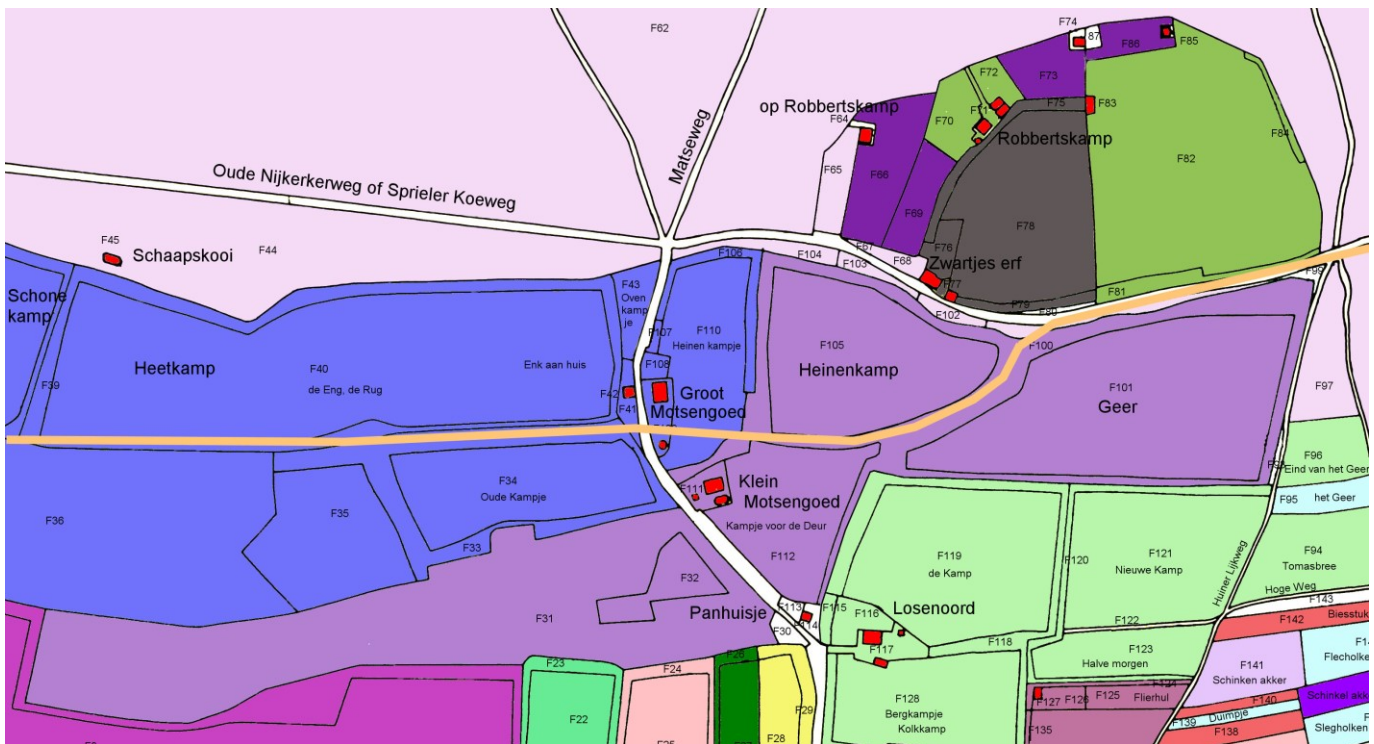 F62
F74
87
F86
F85
F73
F72
op Robbertskamp
F64
F70
F71
F75
F83
Robbertskamp
F84
F65
F66
F82
Matseweg
Oude Nijkerkerweg of Sprieler Koeweg
F69
F78
F45
Schaapskooi
F44
F106
F104
F67
F103
F68
F76
Zwartjes erf
F77
F99
Schone
kamp
F43
Oven
kamp
je
F79
F80
F81
F102
F107
F110
Heinen kampje
F105
F100
F39
Heetkamp
F40
de Eng, de Rug
Enk aan huis
F108
Heinenkamp
F101
Geer
F97
F42
F41
Groot
Motsengoed
F96
Eind van het Geer
F34
Oude Kampje
F111
Klein
Motsengoed
F95
het Geer
F36
F35
Kampje voor de Deur
F33
F112
F119
de Kamp
F120
F121
Nieuwe Kamp
F94
Tomasbree
Huiner Lijkweg
Hoge Weg
F32
F31
Panhuisje
F113
F115
F116
Losenoord
F122
F143
F142
Biesstuk
F30
F117
F118
F123
Halve morgen
F141
Schinken akker
Flecholke
F23
F24
F22
F29
F28
F128
Bergkampje
Kolkkamp
F127
F126
F125
Flierhul
F124
F135
F140
Schinkel akk
F139
Duimpje
F138
Slegholken